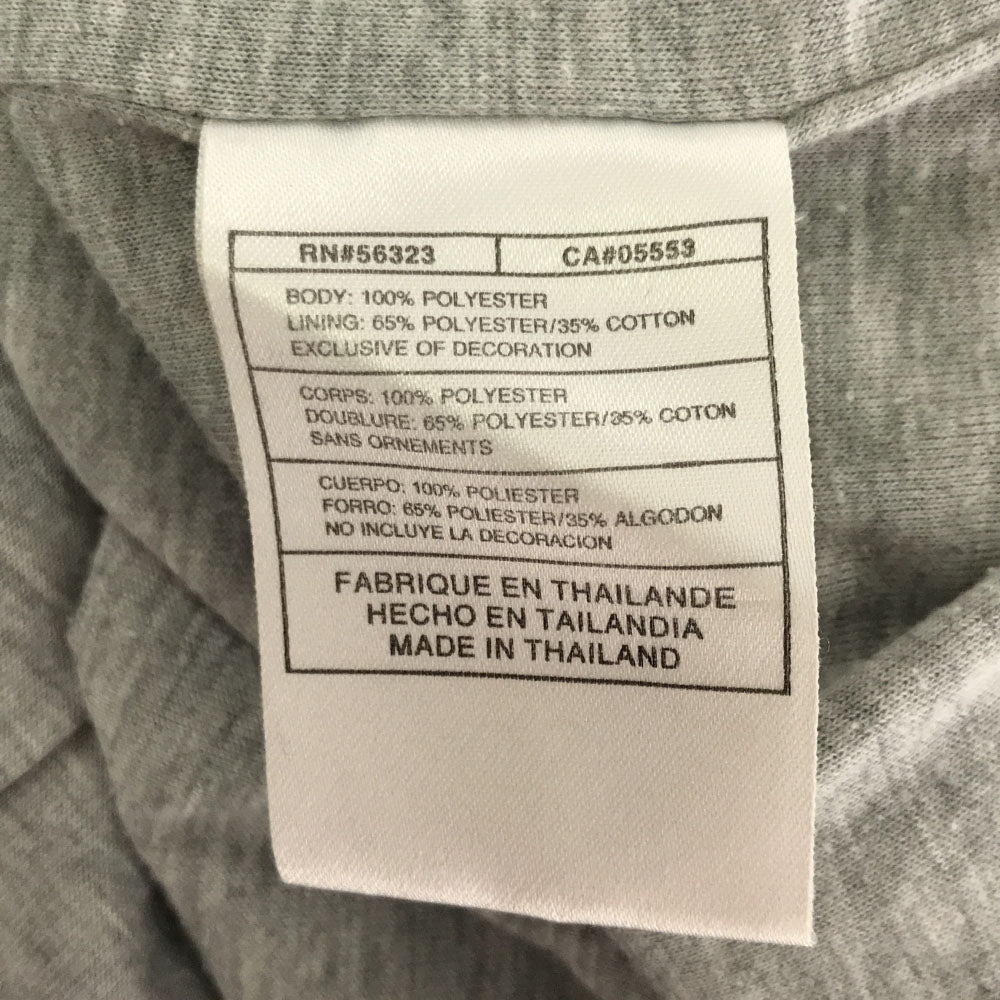 RN#56323 CA#05553
BODY: 100% POLYESTER
LINING: 65% POLYESTER/35% COTTON
EXCLUSIVE OF DECORATION
CORPS: 100% POLYESTER
DOUBLURE: 65% POLYESTER/35% COTON
SANS ORNEMENTS
CUERPO: 100% POLIESTER
FORRO: 65% POLIESTER/35% ALGODON
NO INCLUYE LA DECORACION
FABRIQUE EN THAILANDE
HECHO EN TAILANDIA
MADE IN THAILAND